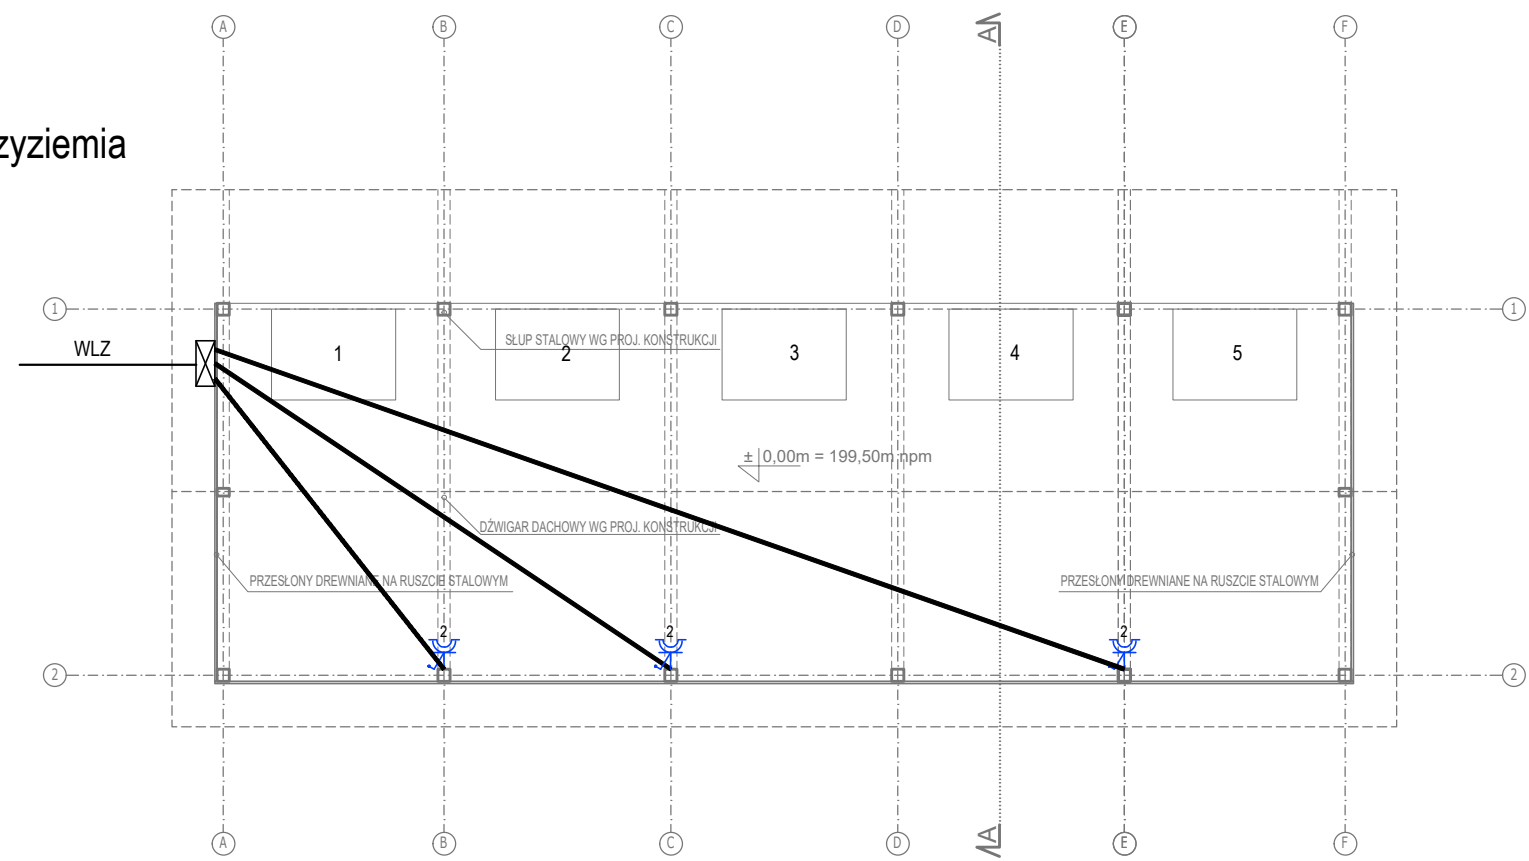 A B C D A E F
zyziemia
1 1
WLZ
SŁUP STALOWY WG PROJ. KONSTRUKCJI
1 2 3 4 5
± 0,00m = 199,50m npm
DŹWIGAR DACHOWY WG PROJ. KONSTRUKCJI
PRZESŁONY DREWNIANE NA RUSZCIE STALOWYM
PRZESŁONY DREWNIANE NA RUSZCIE STALOWYM
2 2 2
2 2
A B C D A E F